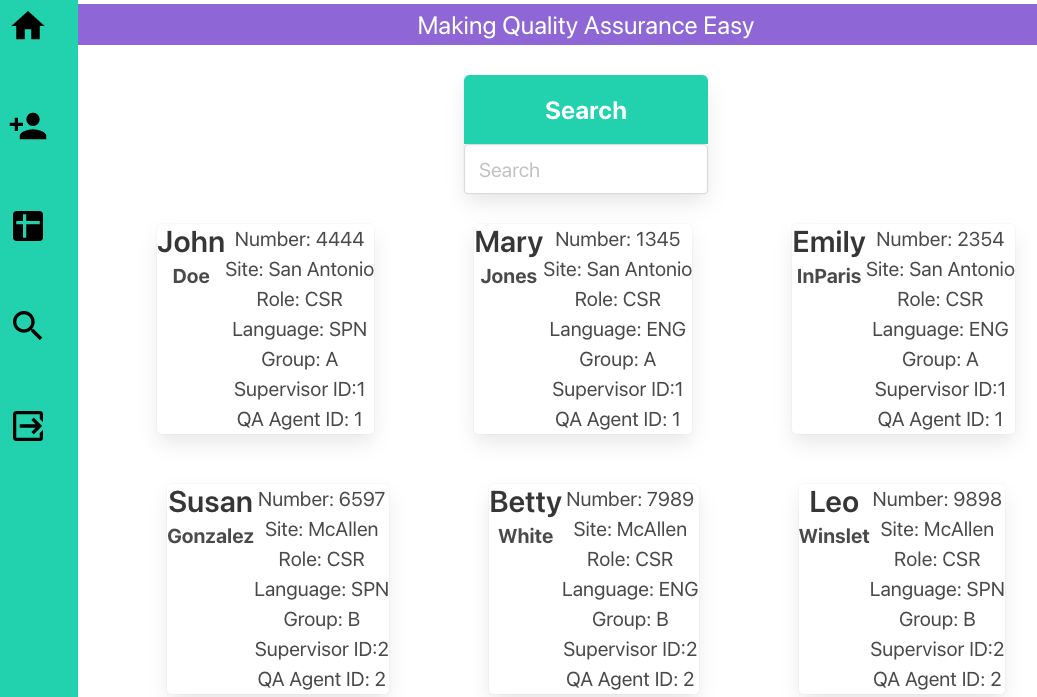 Making Quality Assurance Easy
Search
Search
John
Doe
Number: 4444
Site: San Antonio
Role: CSR
Language: SPN
Group: A
Supervisor ID:1
QA Agent ID: 1
Mary
Jones
Number: 1345
Site: San Antonio
Role: CSR
Language: ENG
Group: A
Supervisor ID:1
QA Agent ID: 1
Emily
InParis
Number: 2354
Site: San Antonio
Role: CSR
Language: ENG
Group: A
Supervisor ID:1
QA Agent ID: 1
Susan
Gonzalez
Number: 6597
Site: McAllen
Role: CSR
Language: SPN
Group: B
Supervisor ID:2
QA Agent ID: 2
Betty
White
Number: 7989
Site: McAllen
Role: CSR
Language: ENG
Group: B
Supervisor ID:2
QA Agent ID: 2
Leo
Winslet
Number: 9898
Site: McAllen
Role: CSR
Language: SPN
Group: B
Supervisor ID:2
QA Agent ID: 2